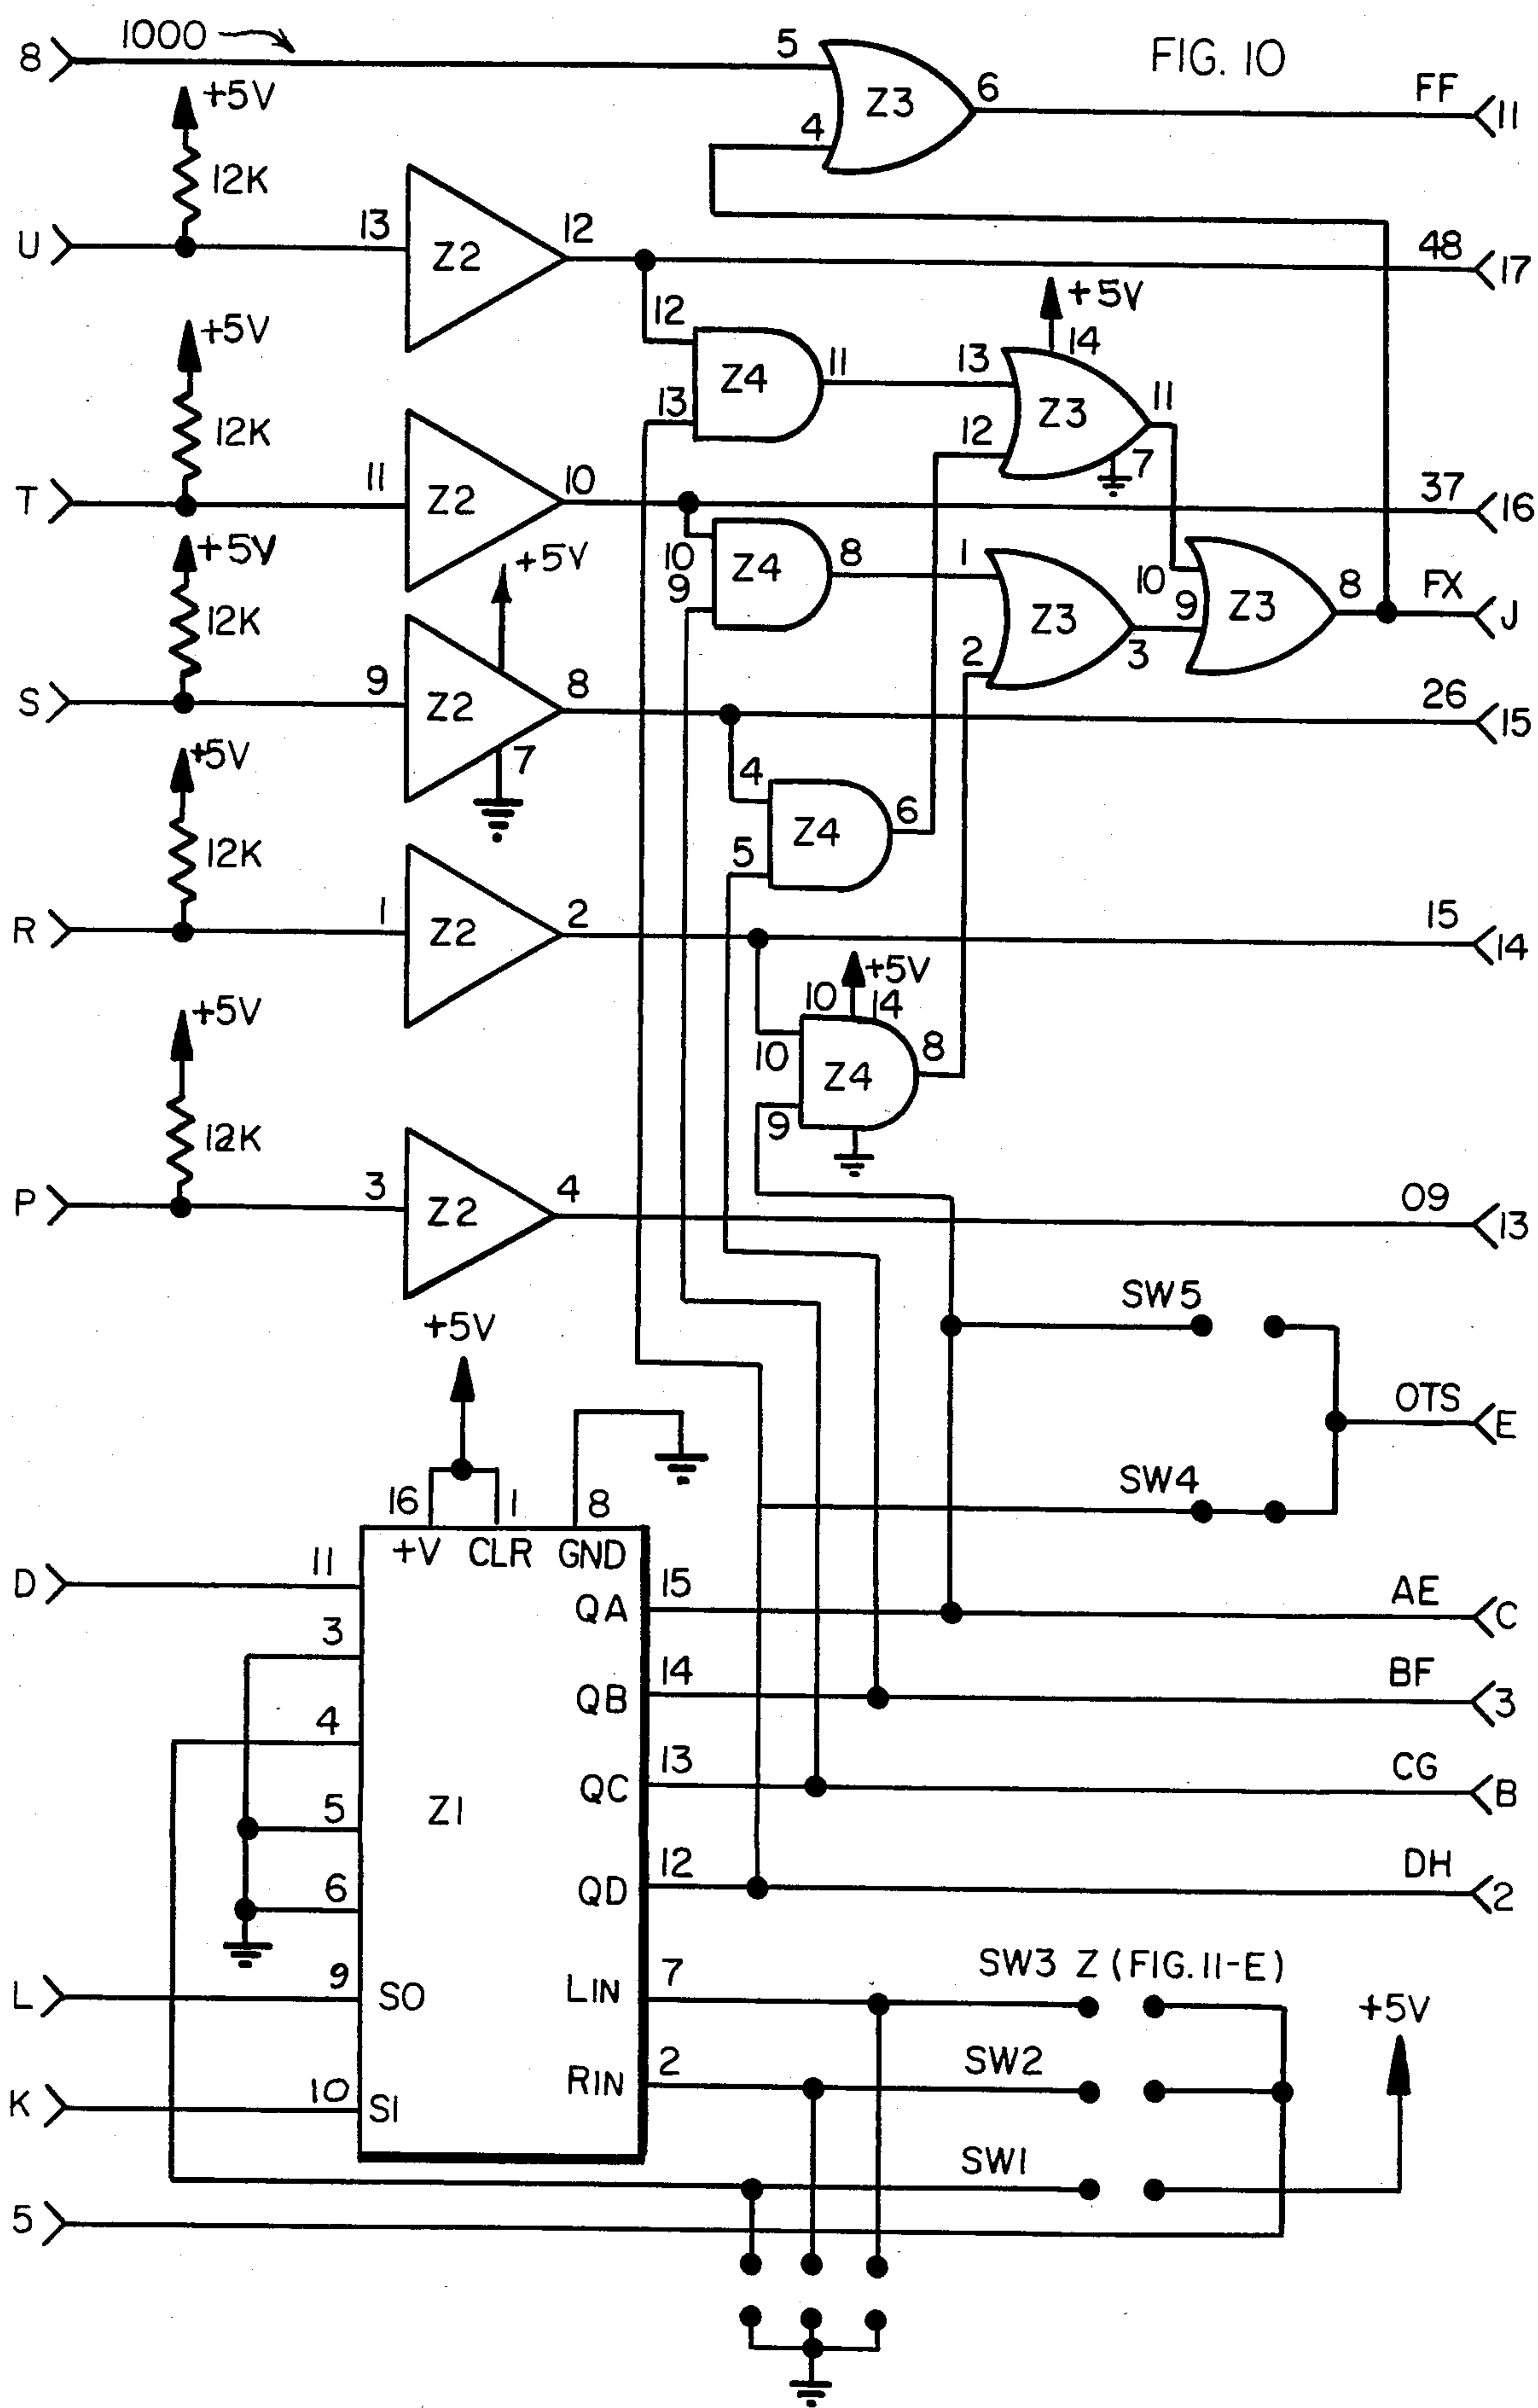 8 1000 5 Z3 6 FIG. 10 FF 11
4
+5V
12K
U 13 Z2 12 48 17
12 Z4 11 13 +5V 14 Z3 11
13 12 7
+5V
12K
T 11 Z2 10 37 16
10 Z4 8 1 Z3 3 10 Z3 8 FX J
9 2 9
+5V
12K
+5V
S 9 Z2 8 26 15
7
4 Z4 6
5
+5V
12K
R 1 Z2 2 15 14
+5V
10 14
10 Z4 8
9
+5V
12K
P 3 Z2 4 09 13
SW5
+5V
OTS E
SW4
16 1 8
+V CLR GND
D 11 QA 15 AE C
3
QB 14 BF 3
4
QC 13 CG B
5 Z1
6 QD 12 DH 2
L 9 S0 LIN 7 SW3 Z (FIG. 11-E)
+5V
K 10 S1 RIN 2 SW2
SW1
5